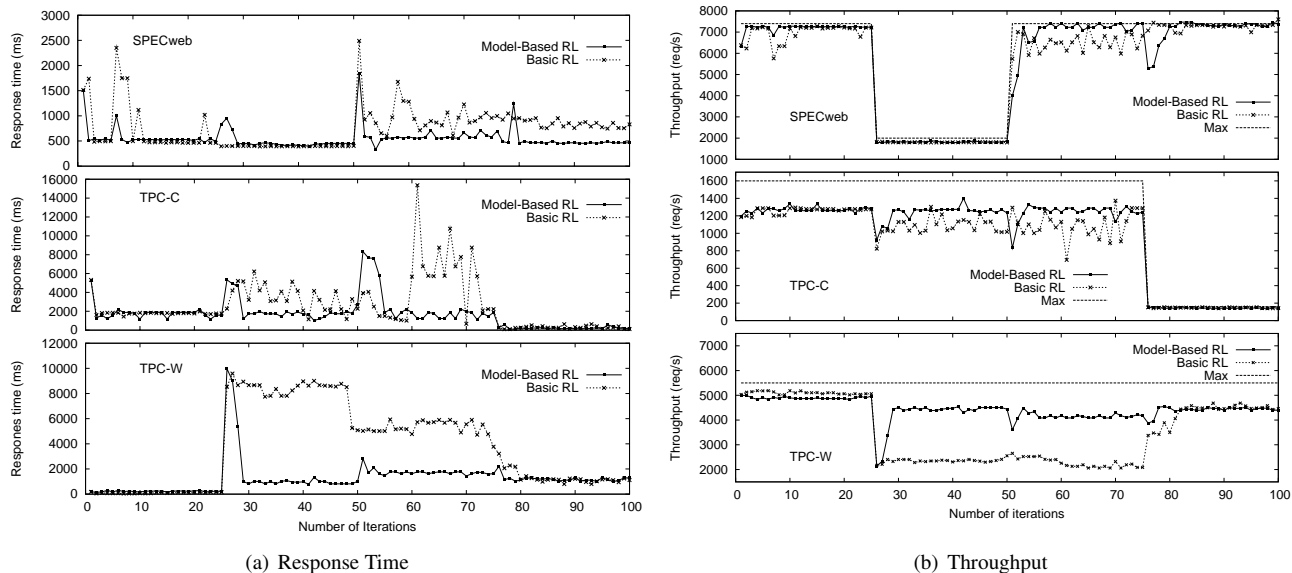 3000
2500
2000
1500
1000
500
0
Response time (ms)
SPECweb
Model-Based RL
Basic RL
16000
14000
12000
10000
8000
6000
4000
2000
0
Response time (ms)
TPC-C
Model-Based RL
Basic RL
12000
10000
8000
6000
4000
2000
0
Respones time (ms)
TPC-W
Model-Based RL
Basic RL
0 10 20 30 40 50 60 70 80 90 100
Number of Iterations
(a) Response Time
8000
7000
6000
5000
4000
3000
2000
1000
Throughput (req/s)
SPECweb
Model-Based RL
Basic RL
Max
1600
1400
1200
1000
800
600
400
200
0
Throughput (req/s)
TPC-C
Model-Based RL
Basic RL
Max
7000
6000
5000
4000
3000
2000
Throughput (req/s)
TPC-W
Model-Based RL
Basic RL
Max
0 10 20 30 40 50 60 70 80 90 100
Number of iterations
(b) Throughput